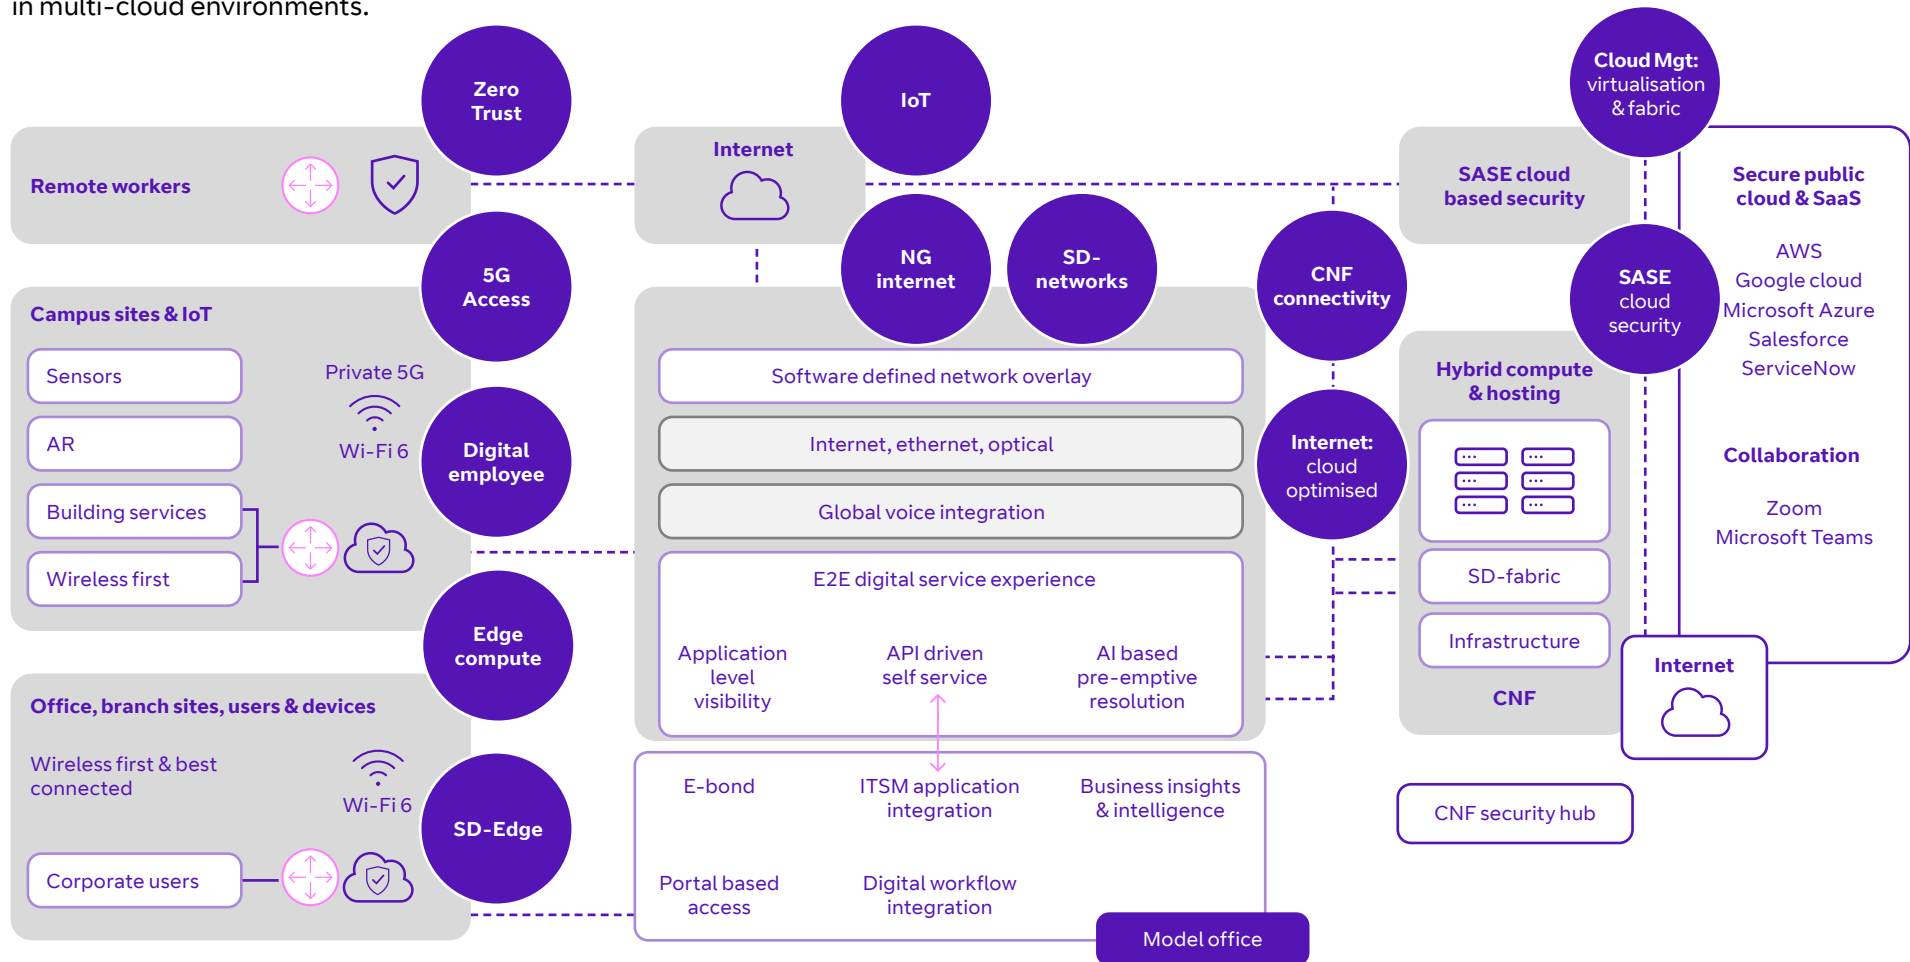 in multi-cloud environments.
Zero
Trust
IoT
Cloud Mgt:
virtualisation
& fabric
Remote workers
Internet
SASE cloud
based security
Secure public
cloud & SaaS
AWS
Google cloud
Microsoft Azure
Salesforce
ServiceNow
Collaboration
Zoom
Microsoft Teams
5G
Access
NG
internet
SD-
networks
CNF
connectivity
SASE
cloud
security
Campus sites & IoT
Sensors
AR
Building services
Wireless first
Private 5G
Wi-Fi 6
Digital
employee
Software defined network overlay
Internet, ethernet, optical
Global voice integration
E2E digital service experience
Application
level
visibility
API driven
self service
AI based
pre-emptive
resolution
Internet:
cloud
optimised
Hybrid compute
& hosting
SD-fabric
Infrastructure
CNF
Internet
Edge
compute
Office, branch sites, users & devices
Wireless first & best
connected
Wi-Fi 6
Corporate users
SD-Edge
E-bond
ITSM application
integration
Business insights
& intelligence
Portal based
access
Digital workflow
integration
Model office
CNF security hub